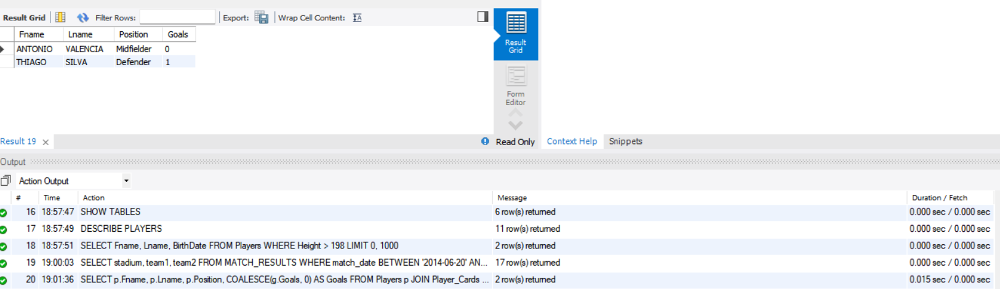 Result Grid Filter Rows: Export: Wrap Cell Content:
Fname Lname Position Goals
ANTONIO VALENCIA Midfielder 0
THIAGO SILVA Defender 1
Result
Grid
Form
Editor
Result 19 Read Only Context Help Snippets
Output
Action Output
# Time Action Message Duration / Fetch
16 18:57:47 SHOW TABLES 6 row(s) returned 0.000 sec / 0.000 sec
17 18:57:49 DESCRIBE PLAYERS 11 row(s) returned 0.000 sec / 0.000 sec
18 18:57:51 SELECT Fname, Lname, BirthDate FROM Players WHERE Height > 198 LIMIT 0, 1000 2 row(s) returned 0.000 sec / 0.000 sec
19 19:00:03 SELECT stadium, team1, team2 FROM MATCH_RESULTS WHERE match_date BETWEEN '2014-06-20' AN... 17 row(s) returned 0.000 sec / 0.000 sec
20 19:01:36 SELECT p.Fname, p.Lname, p.Position, COALESCE(g.Goals, 0) AS Goals FROM Players p JOIN Player_Cards ... 2 row(s) returned 0.015 sec / 0.000 sec